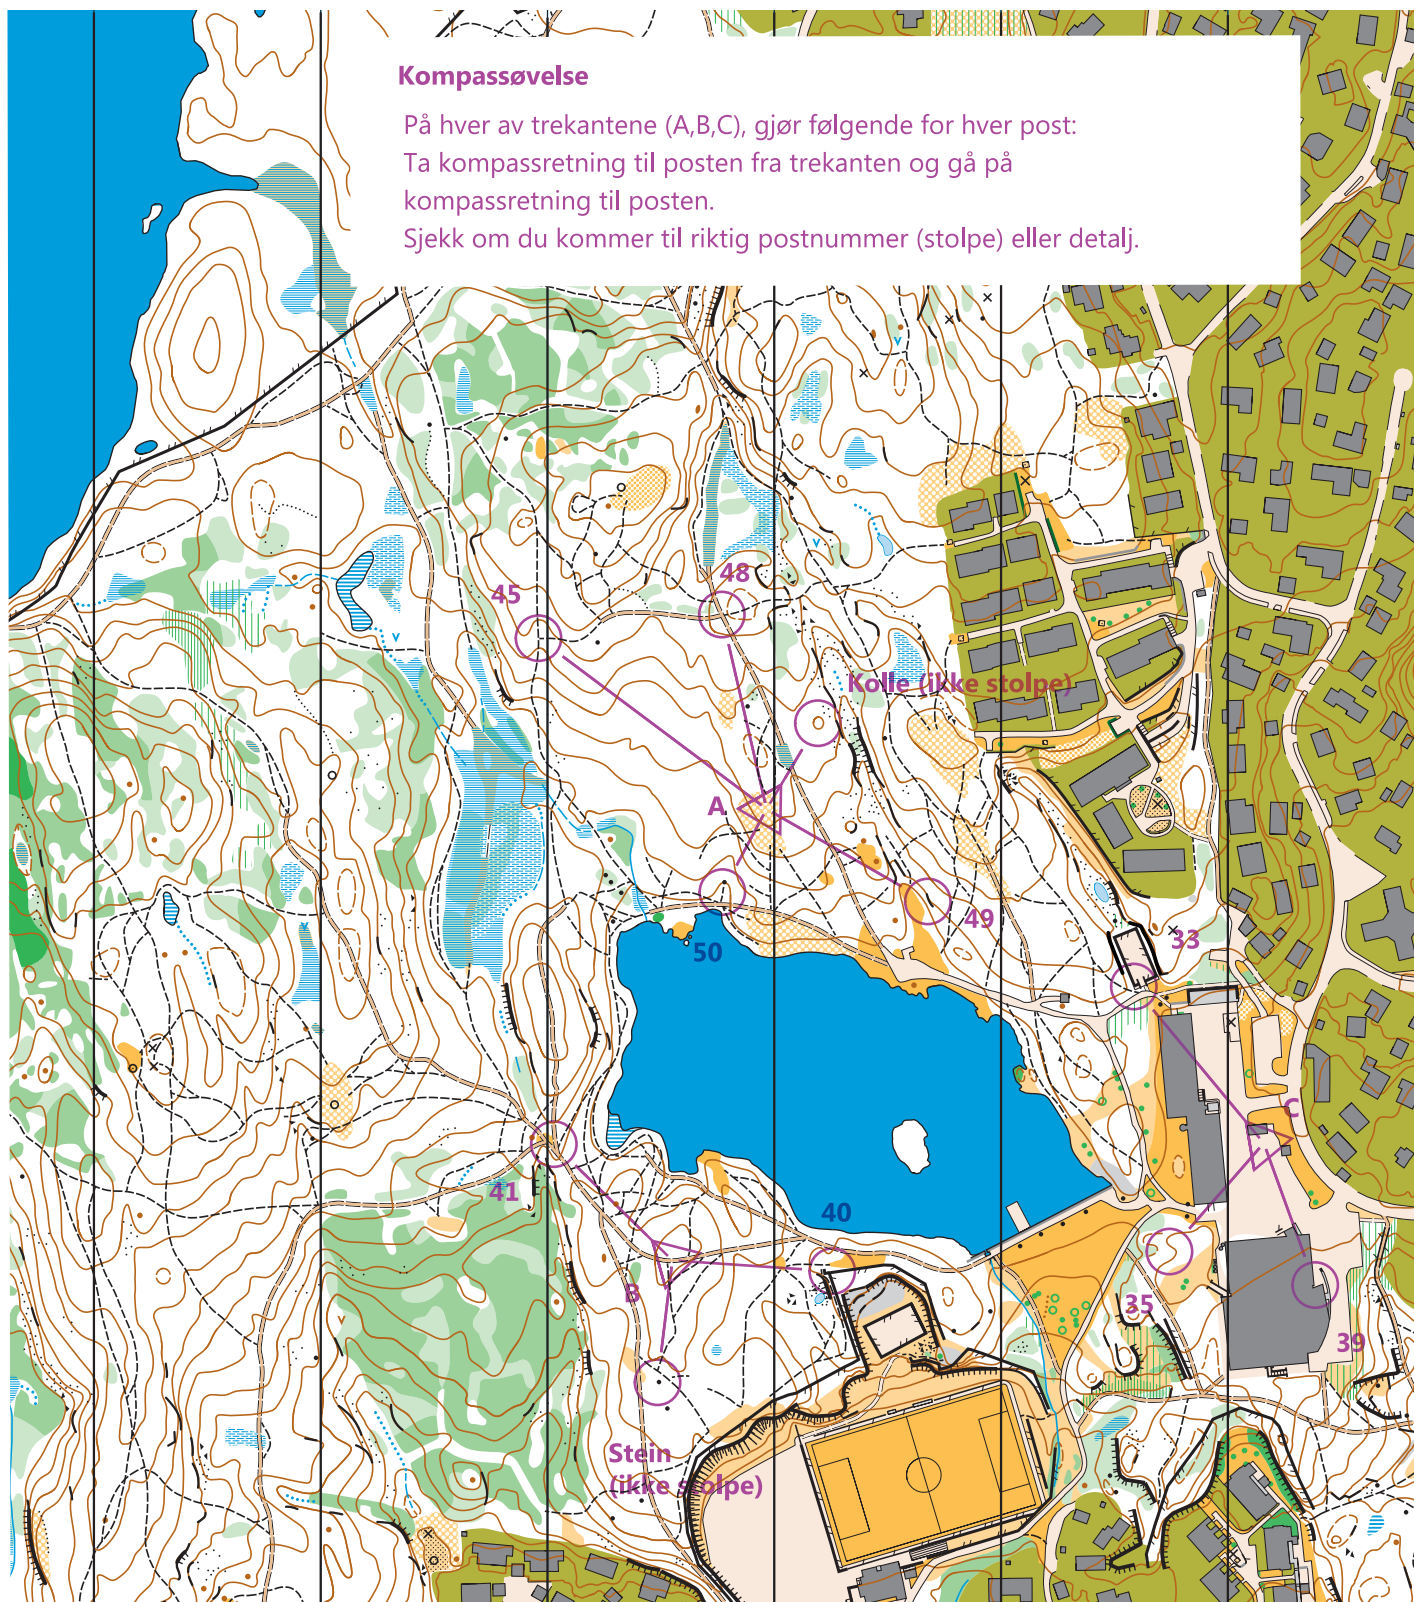 Kompassøvelse
På hver av trekantene (A,B,C), gjør følgende for hver post:
Ta kompassretning til posten fra trekanten og gå på
kompassretning til posten.
Sjekk om du kommer til riktig postnummer (stolpe) eller detalj.
48
45
Kolle (ikke stolpe)
A
49
33
50
C
41
40
B
35
39
Stein
(ikke stolpe)